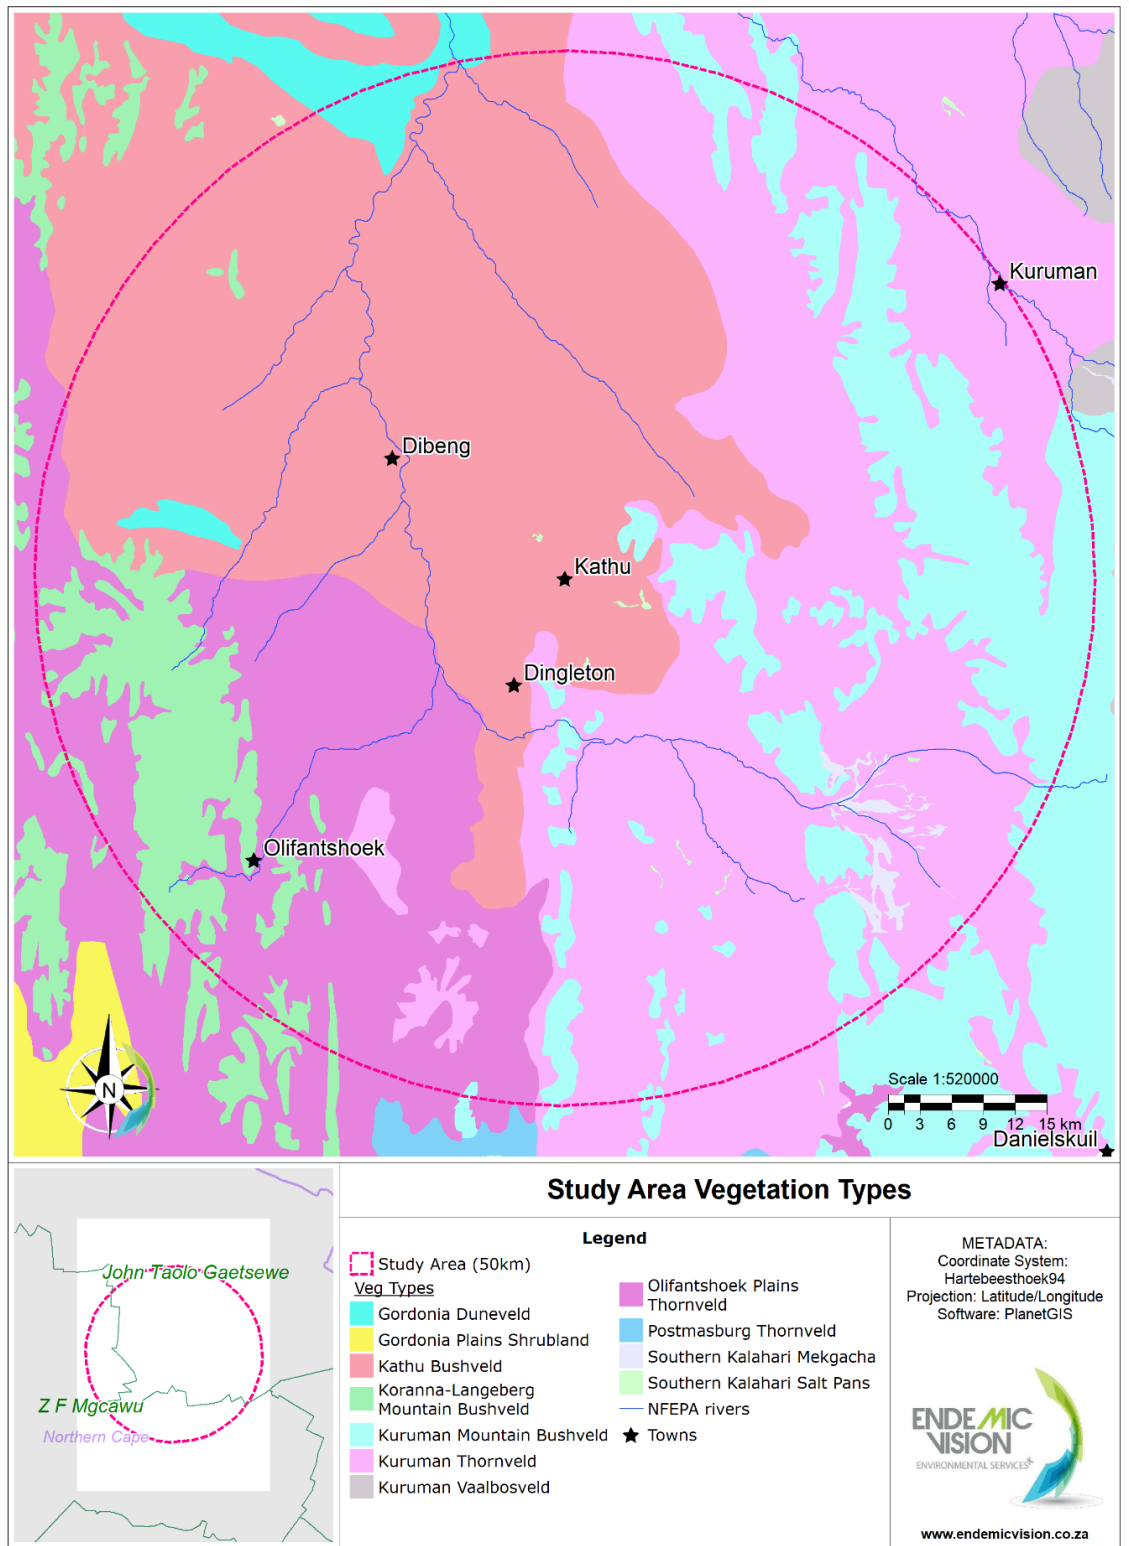 Kuruman
Dibeng
Kathu
Dingleton
Olifantshoek
N
Scale 1:520000
0 3 6 9 12 15 km
Danielskuil
John Taolo Gaetsewe
Z F Mgcawu
Northern Cape
Study Area Vegetation Types
Legend
Study Area (50km)
Veg Types
Gordonia Duneveld
Gordonia Plains Shrubland
Kathu Bushveld
Koranna-Langeberg
Mountain Bushveld
Kuruman Mountain Bushveld
Kuruman Thornveld
Kuruman Vaalbosveld
Olifantshoek Plains
Thornveld
Postmasburg Thornveld
Southern Kalahari Mekgacha
Southern Kalahari Salt Pans
NFEPA rivers
Towns
METADATA:
Coordinate System:
Hartebeesthoek94
Projection: Latitude/Longitude
Software: PlanetGIS
ENDEMIC
VISION
ENVIRONMENTAL SERVICES
www.endemicvision.co.za